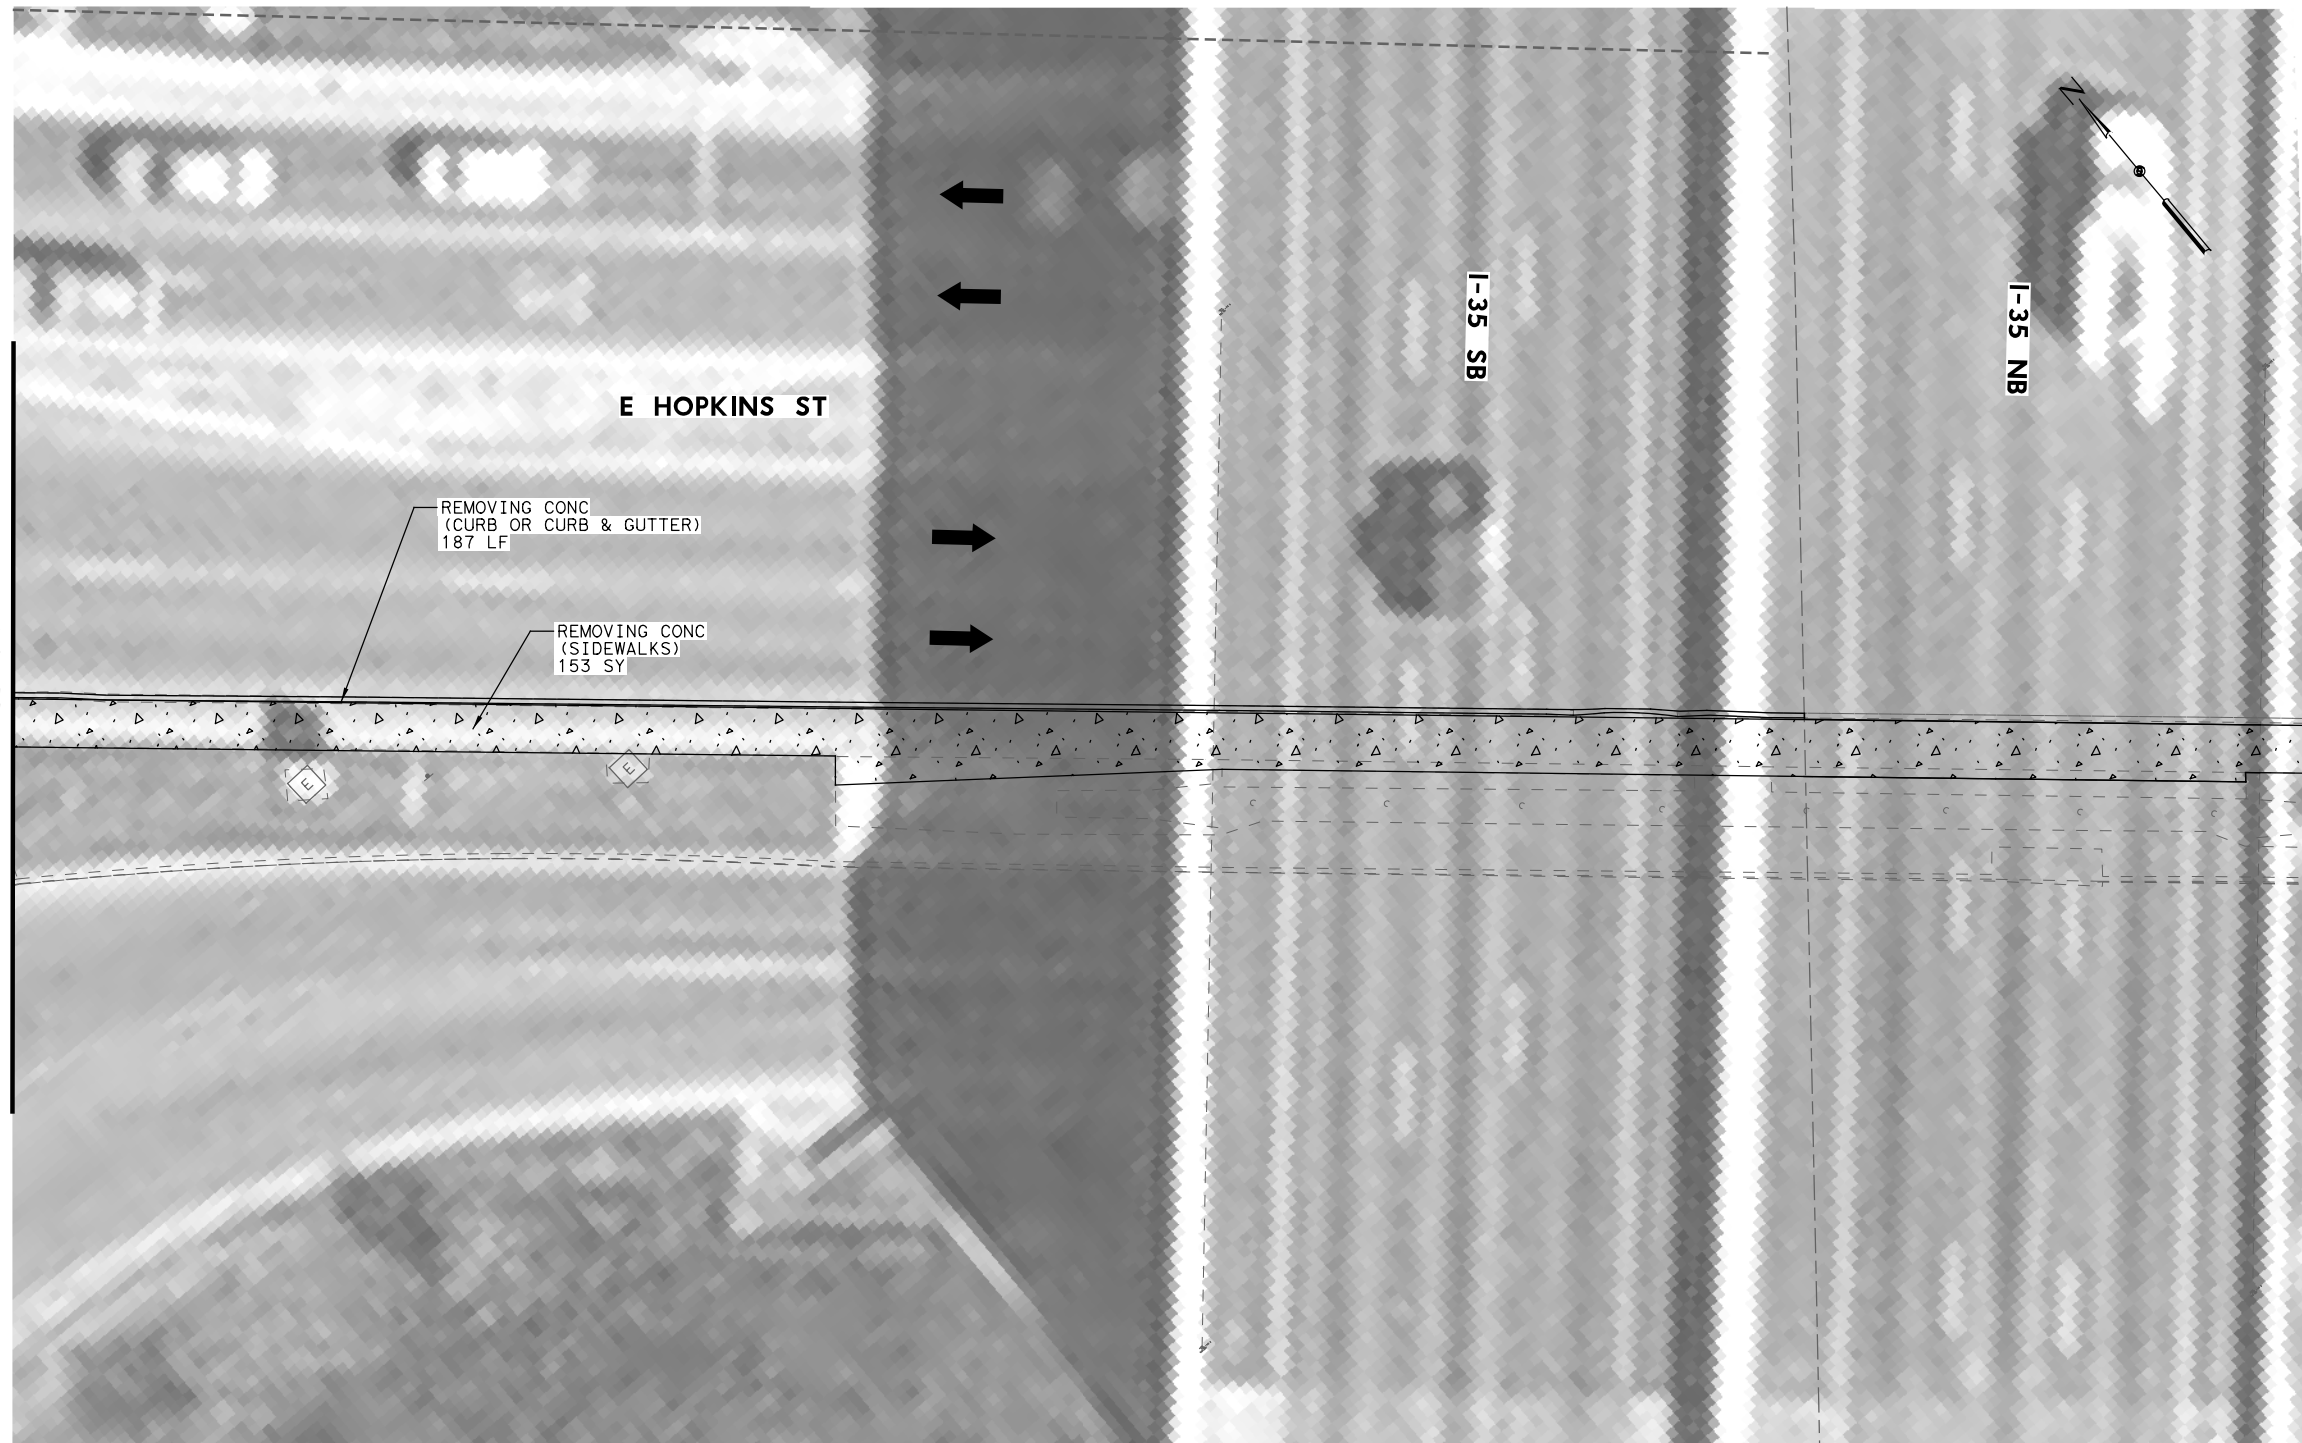 N
I-35 SB
I-35 NB
E HOPKINS ST
REMOVING CONC
(CURB OR CURB & GUTTER)
187 LF
REMOVING CONC
(SIDEWALKS)
153 SY
E
E
C
C
C
C
C
C
C
C